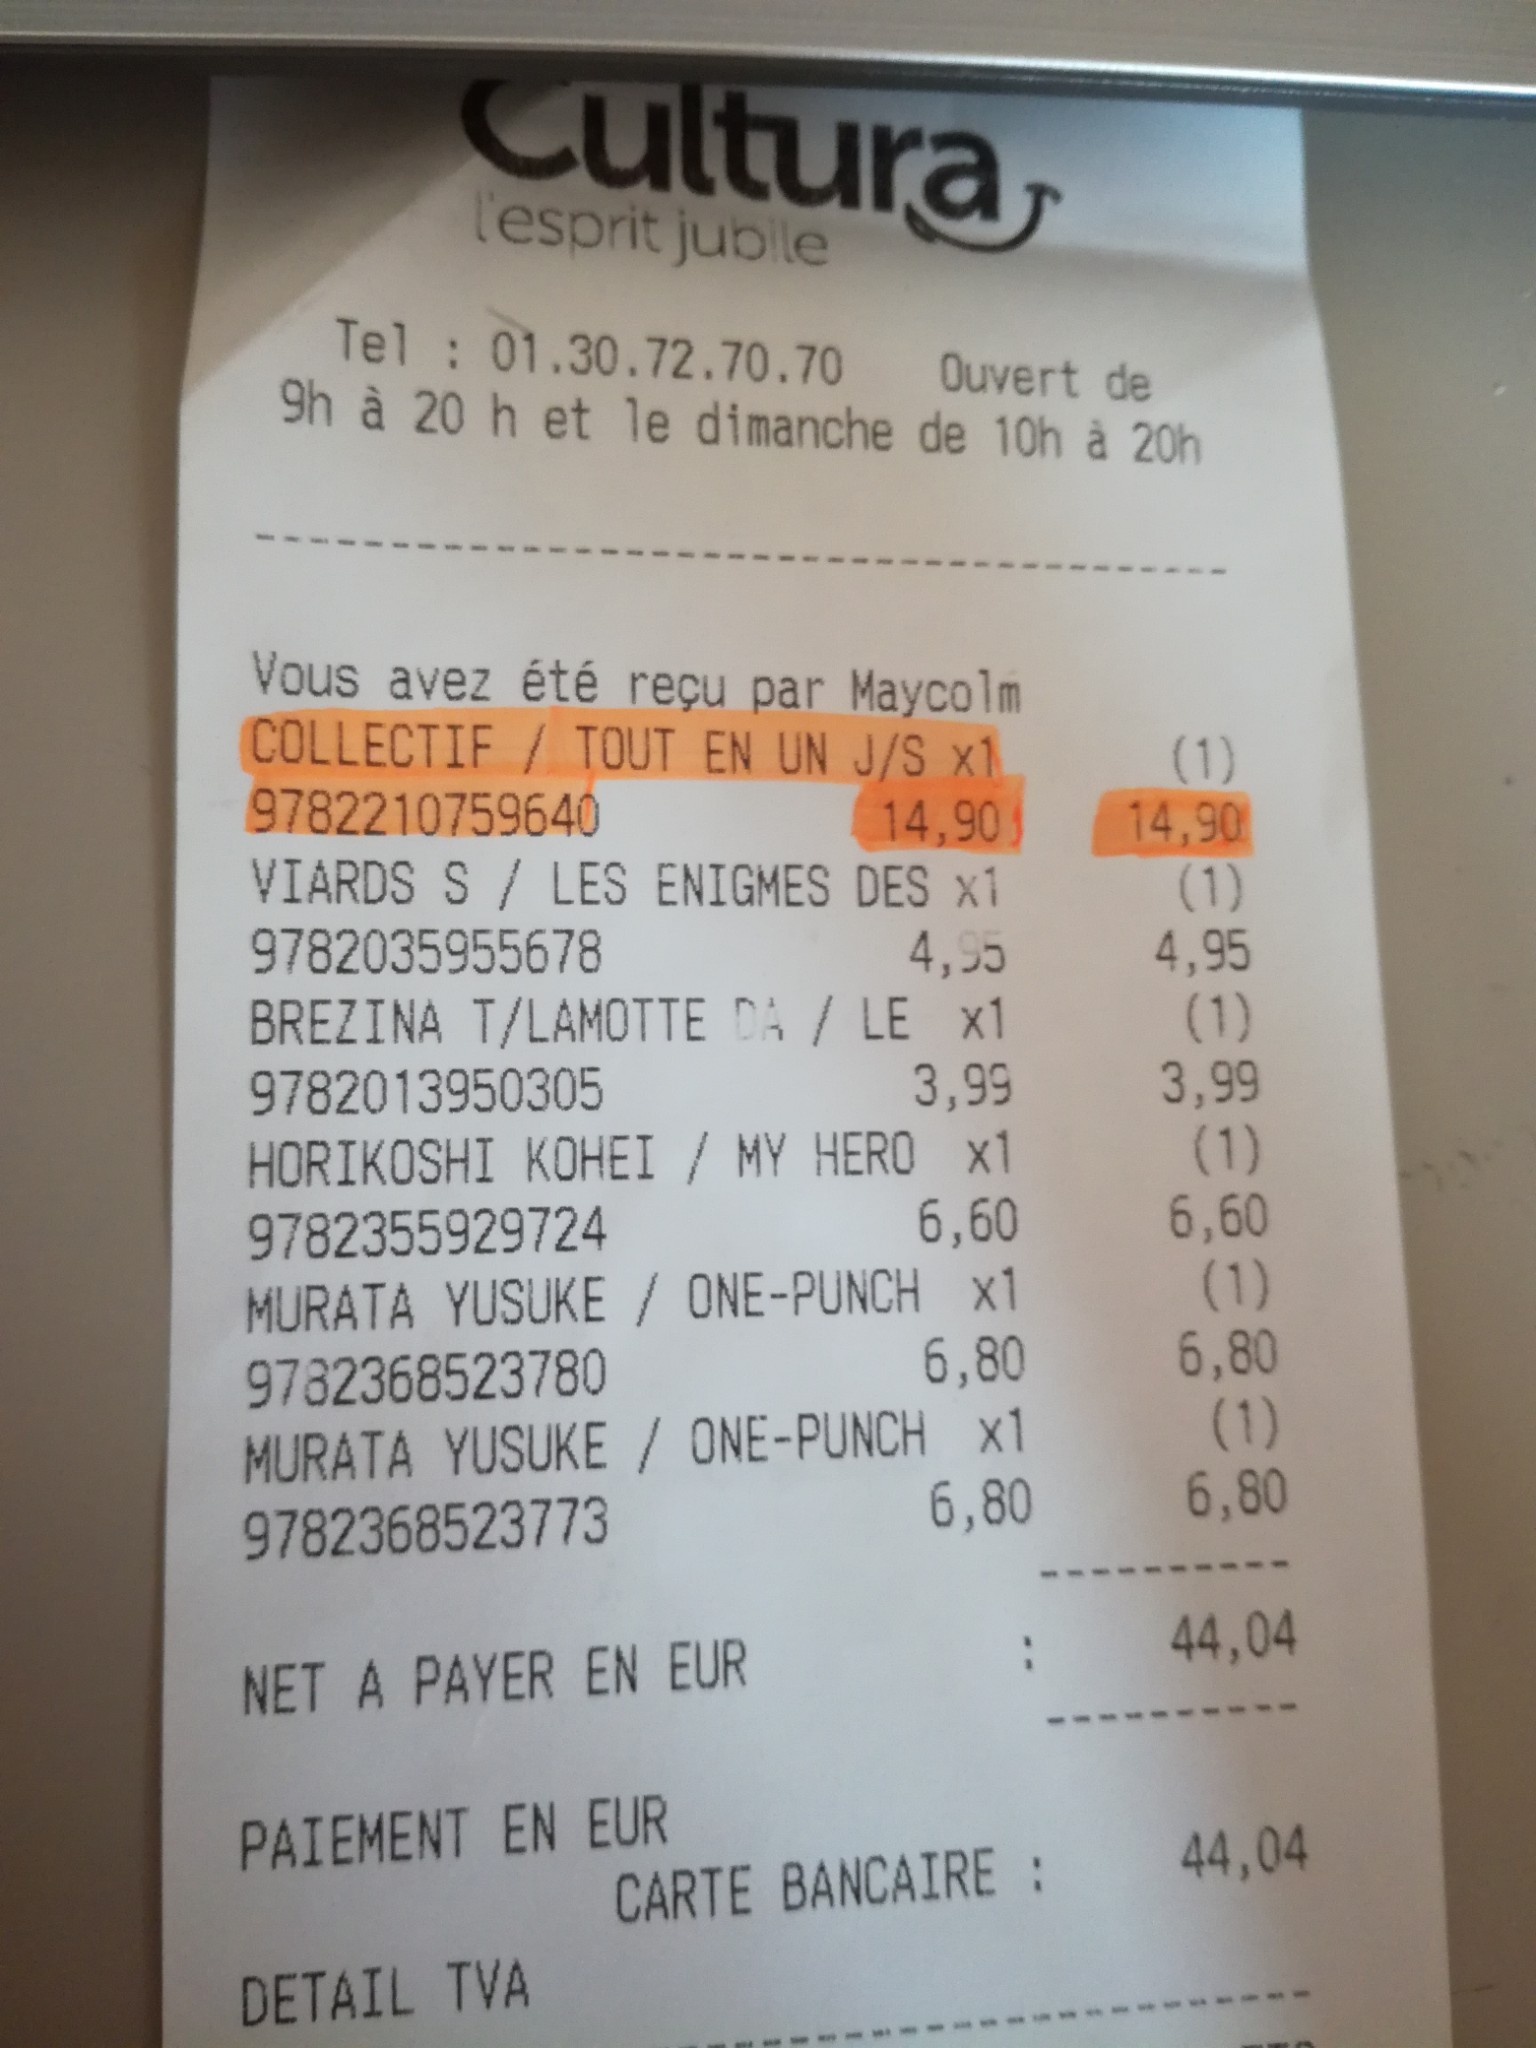 Cultura
l'esprit jubile
Tel : 01.30.72.70.70 Ouvert de
9h à 20 h et le dimanche de 10h à 20h
Vous avez été reçu par Maycolm
COLLECTIF / TOUT EN UN J/S x1 (1)
9782210759640 14,90 14,90
VIARDS S / LES ENIGMES DES x1 (1)
9782035955678 4,95 4,95
BREZINA T/LAMOTTE DA / LE x1 (1)
9782013950305 3,99 3,99
HORIKOSHI KOHEI / MY HERO x1 (1)
9782355929724 6,60 6,60
MURATA YUSUKE / ONE-PUNCH x1 (1)
9782368523780 6,80 6,80
MURATA YUSUKE / ONE-PUNCH x1 (1)
9782368523773 6,80 6,80
----------
NET A PAYER EN EUR : 44,04
----------
PAIEMENT EN EUR
CARTE BANCAIRE : 44,04
DETAIL TVA